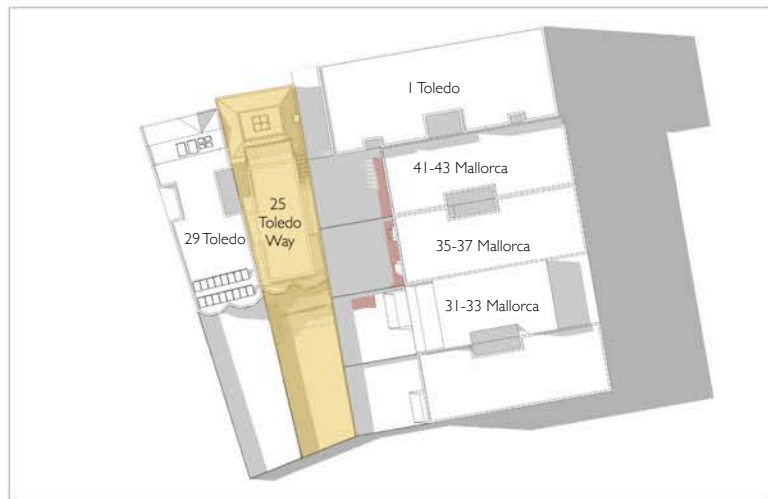 1 Toledo
41-43 Mallorca
25
Toledo
Way
29 Toledo
35-37 Mallorca
31-33 Mallorca